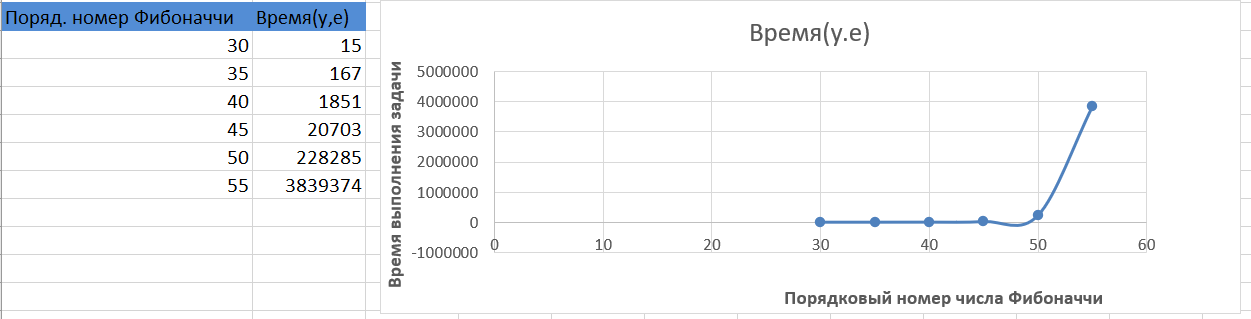 Поряд. номер Фибоначчи Время(у,е)
30 15
35 167
40 1851
45 20703
50 228285
55 3839374
Время(у.е)
Время выполнения задачи
5000000
4000000
3000000
2000000
1000000
0
-1000000
0 10 20 30 40 50 60
Порядковый номер числа Фибоначчи